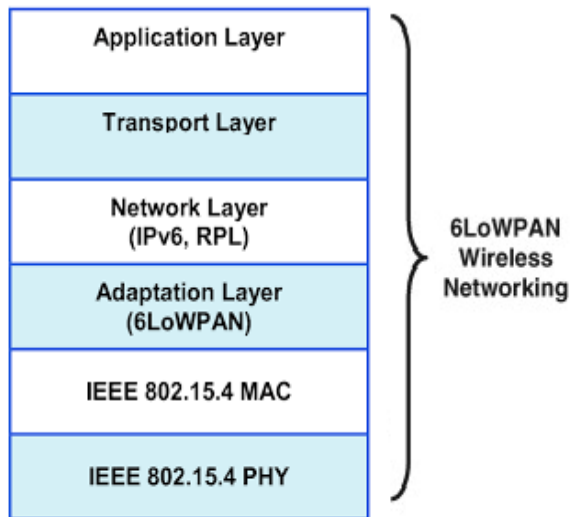 Application Layer
Transport Layer
Network Layer
(IPv6, RPL)
Adaptation Layer
(6LoWPAN)
IEEE 802.15.4 MAC
IEEE 802.15.4 PHY
6LoWPAN
Wireless
Networking